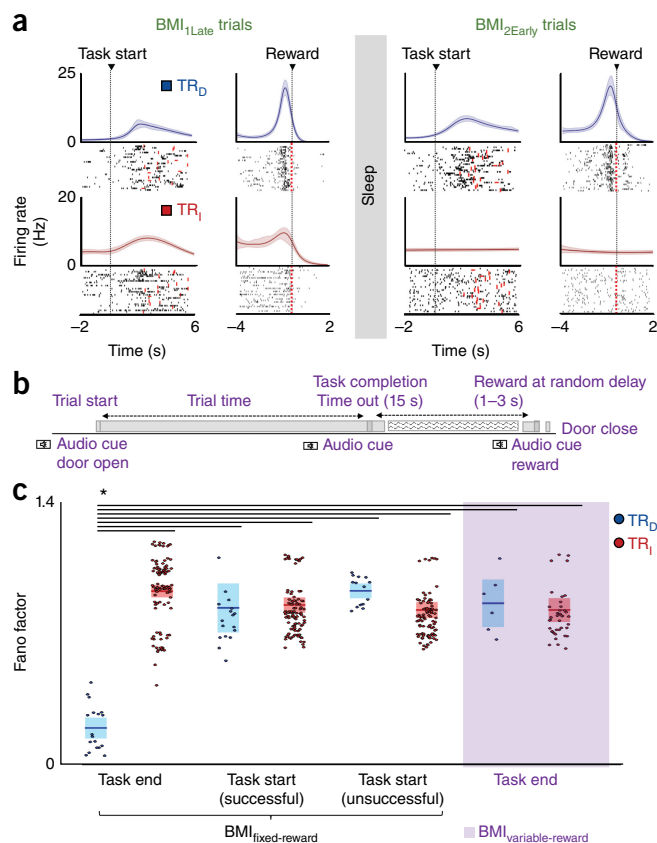 a
BMI1Late trials
BMI2Early trials
Task start
Reward
Task start
Reward
25
TRD
0
20
TRI
0
Firing rate
(Hz)
Sleep
−2 6
−4 2
−2 6
−4 2
Time (s)
Time (s)
b
Trial start
Trial time
Task completion
Time out (15 s)
Reward at random delay
(1–3 s)
Door close
Audio cue
door open
Audio cue
Audio cue
reward
c
1.4
*
TRD
TRI
Fano factor
0
Task end
Task start
(successful)
Task start
(unsuccessful)
Task end
BMIfixed-reward
BMIvariable-reward